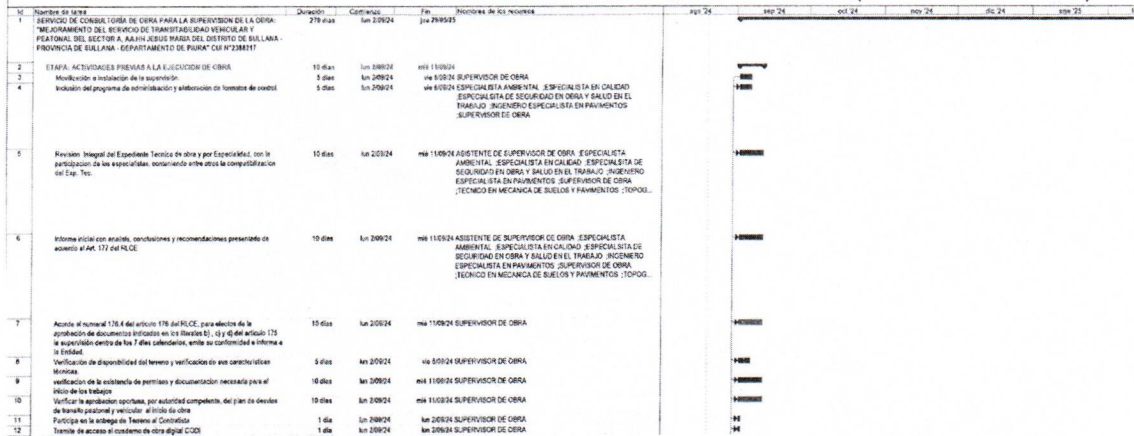 Id Nombre de tarea Duración Comienzo Fin Nombres de los recursos ago '24 sep '24 oct '24 nov '24 dic '24 ene '25
1 SERVICIO DE CONSULTORÍA DE OBRA PARA LA SUPERVISION DE LA OBRA: 270 días lun 2/09/24 jue 29/05/25
"MEJORAMIENTO DEL SERVICIO DE TRANSITABILIDAD VEHICULAR Y
PEATONAL DEL SECTOR A, AA.HH JESUS MARIA DEL DISTRITO DE SULLANA -
PROVINCIA DE SULLANA - DEPARTAMENTO DE PIURA" CUI N°2388217
2 ETAPA: ACTIVIDADES PREVIAS A LA EJECUCIÓN DE OBRA 10 días lun 2/09/24 mié 11/09/24
3 Movilización e instalación de la supervisión. 5 días lun 2/09/24 vie 6/09/24 SUPERVISOR DE OBRA
4 Inclusión del programa de administración y elaboración de formatos de control. 5 días lun 2/09/24 vie 6/09/24 ESPECIALISTA AMBIENTAL ;ESPECIALISTA EN CALIDAD
;ESPECIALSITA DE SEGURIDAD EN OBRA Y SALUD EN EL
TRABAJO ;INGENIERO ESPECIALISTA EN PAVIMENTOS
;SUPERVISOR DE OBRA
5 Revisión Integral del Expediente Tecnico de obra y por Especialidad, con la 10 días lun 2/09/24 mié 11/09/24 ASISTENTE DE SUPERVISOR DE OBRA ;ESPECIALISTA
participacion de los especialistas, conteniendo entre otros la compatibilizacion AMBIENTAL ;ESPECIALISTA EN CALIDAD ;ESPECIALSITA DE
del Exp. Tec. SEGURIDAD EN OBRA Y SALUD EN EL TRABAJO ;INGENIERO
ESPECIALISTA EN PAVIMENTOS ;SUPERVISOR DE OBRA
;TECNICO EN MECANICA DE SUELOS Y PAVIMENTOS ;TOPOG...
6 Informe inicial con analisis, conclusiones y recomendaciones presentado de 10 días lun 2/09/24 mié 11/09/24 ASISTENTE DE SUPERVISOR DE OBRA ;ESPECIALISTA
acuerdo al Art. 177 del RLCE AMBIENTAL ;ESPECIALISTA EN CALIDAD ;ESPECIALSITA DE
SEGURIDAD EN OBRA Y SALUD EN EL TRABAJO ;INGENIERO
ESPECIALISTA EN PAVIMENTOS ;SUPERVISOR DE OBRA
;TECNICO EN MECANICA DE SUELOS Y PAVIMENTOS ;TOPOG...
7 Acorde al numeral 176.4 del articulo 176 del RLCE, para efectos de la 10 días lun 2/09/24 mié 11/09/24 SUPERVISOR DE OBRA
aprobación de documentos indicados en los literales b) , c) y d) del articulo 175
la supervisión dentro de los 7 días calendarios, emite su conformidad e informa a
la Entidad.
8 Verificación de disponibilidad del terreno y verificación de sus características 5 días lun 2/09/24 vie 6/09/24 SUPERVISOR DE OBRA
técnicas.
9 verificacion de la existencia de permisos y documentación necesaria para el 10 días lun 2/09/24 mié 11/09/24 SUPERVISOR DE OBRA
inicio de los trabajos
10 Verificar la aprobacion oportuna, por autoridad competente, del plan de desvios 10 días lun 2/09/24 mié 11/09/24 SUPERVISOR DE OBRA
de transito peatonal y vehicular al inicio de obra
11 Participa en la entrega de Terreno al Contratista 1 día lun 2/09/24 lun 2/09/24 SUPERVISOR DE OBRA
12 Tramite de acceso al cuaderno de obra digital CODI 1 día lun 2/09/24 lun 2/09/24 SUPERVISOR DE OBRA